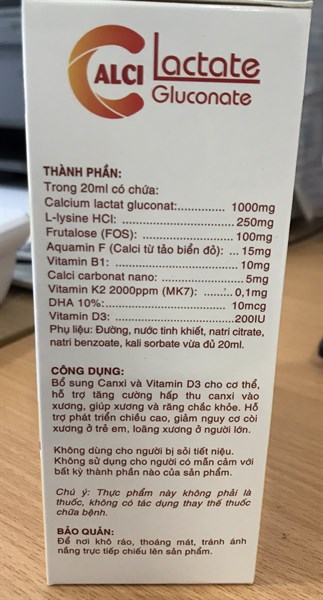 CALCI Lactate
Gluconate
THÀNH PHẦN:
Trong 20ml có chứa:
Calcium lactat gluconat:.............. 1000mg
L-lysine HCl: ................................ 250mg
Frutalose (FOS): ......................... 100mg
Aquamin F (Calci từ tảo biển đỏ): ... 15mg
Vitamin B1: .................................... 10mg
Calci carbonat nano: ....................... 5mg
Vitamin K2 2000ppm (MK7): ........ 0,1mg
DHA 10%: .................................... 10mcg
Vitamin D3: .................................. 200IU
Phụ liệu: Đường, nước tinh khiết, natri citrate,
natri benzoate, kali sorbate vừa đủ 20ml.
CÔNG DỤNG:
Bổ sung Canxi và Vitamin D3 cho cơ thể,
hỗ trợ tăng cường hấp thu canxi vào
xương, giúp xương và răng chắc khỏe. Hỗ
trợ phát triển chiều cao, giảm nguy cơ còi
xương ở trẻ em, loãng xương ở người lớn.
Không dùng cho người bị sỏi tiết niệu.
Không sử dụng cho người có mẫn cảm với
bất kỳ thành phần nào của sản phẩm.
Chú ý: Thực phẩm này không phải là
thuốc, không có tác dụng thay thế thuốc
chữa bệnh.
BẢO QUẢN:
Để nơi khô ráo, thoáng mát, tránh ánh
nắng trực tiếp chiếu lên sản phẩm.